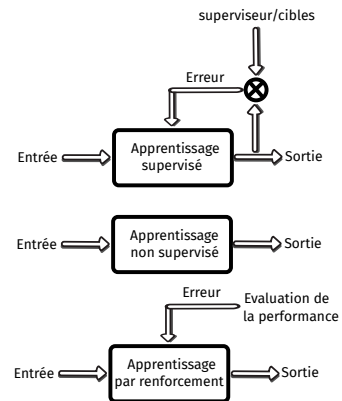 superviseur/cibles
Erreur
Entrée
Apprentissage
supervisé
Sortie
Entrée
Apprentissage
non supervisé
Sortie
Erreur
Evaluation de
la performance
Entrée
Apprentissage
par renforcement
Sortie